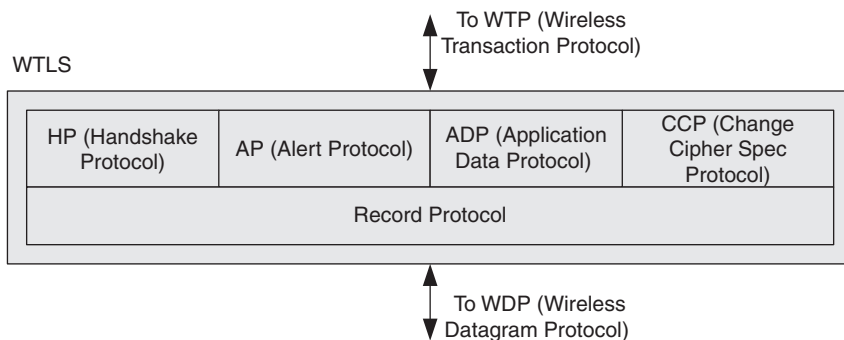 To WTP (Wireless
Transaction Protocol)
WTLS
HP (Handshake
Protocol)
AP (Alert Protocol)
ADP (Application
Data Protocol)
CCP (Change
Cipher Spec
Protocol)
Record Protocol
To WDP (Wireless
Datagram Protocol)